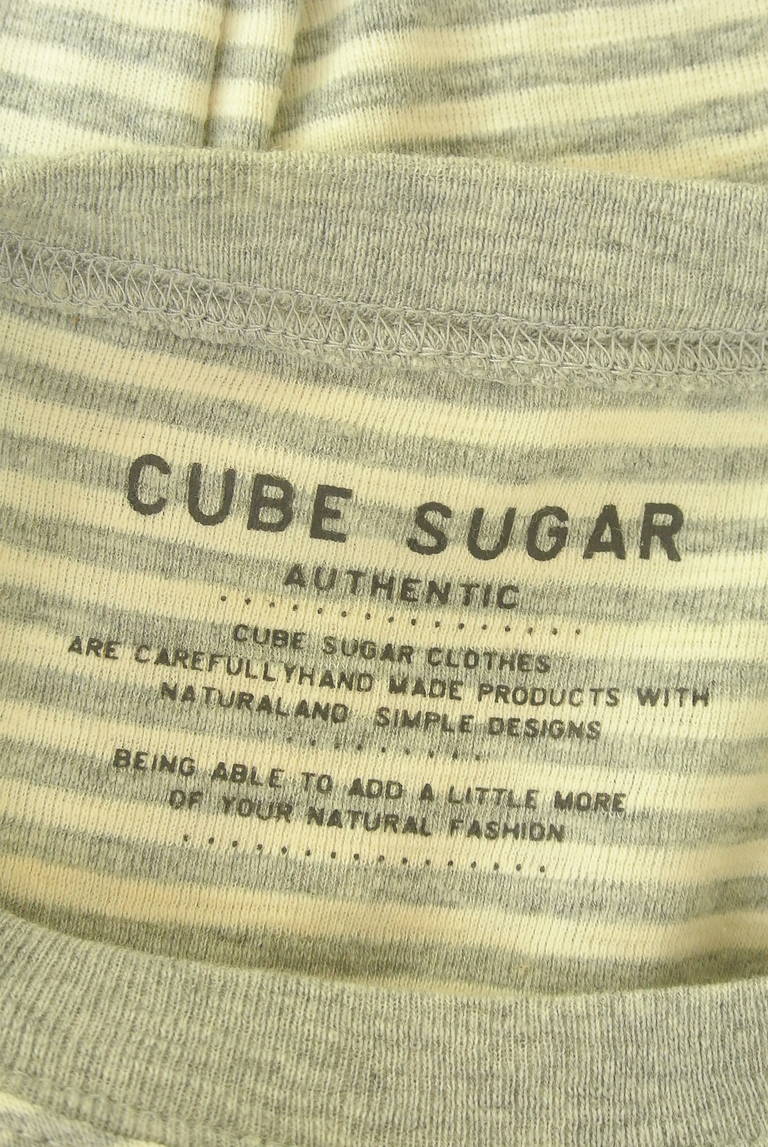 CUBE SUGAR
AUTHENTIC
CUBE SUGAR CLOTHES
ARE CAREFULLYHAND MADE PRODUCTS WITH
NATURALAND SIMPLE DESIGNS
BEING ABLE TO ADD A LITTLE MORE
OF YOUR NATURAL FASHION